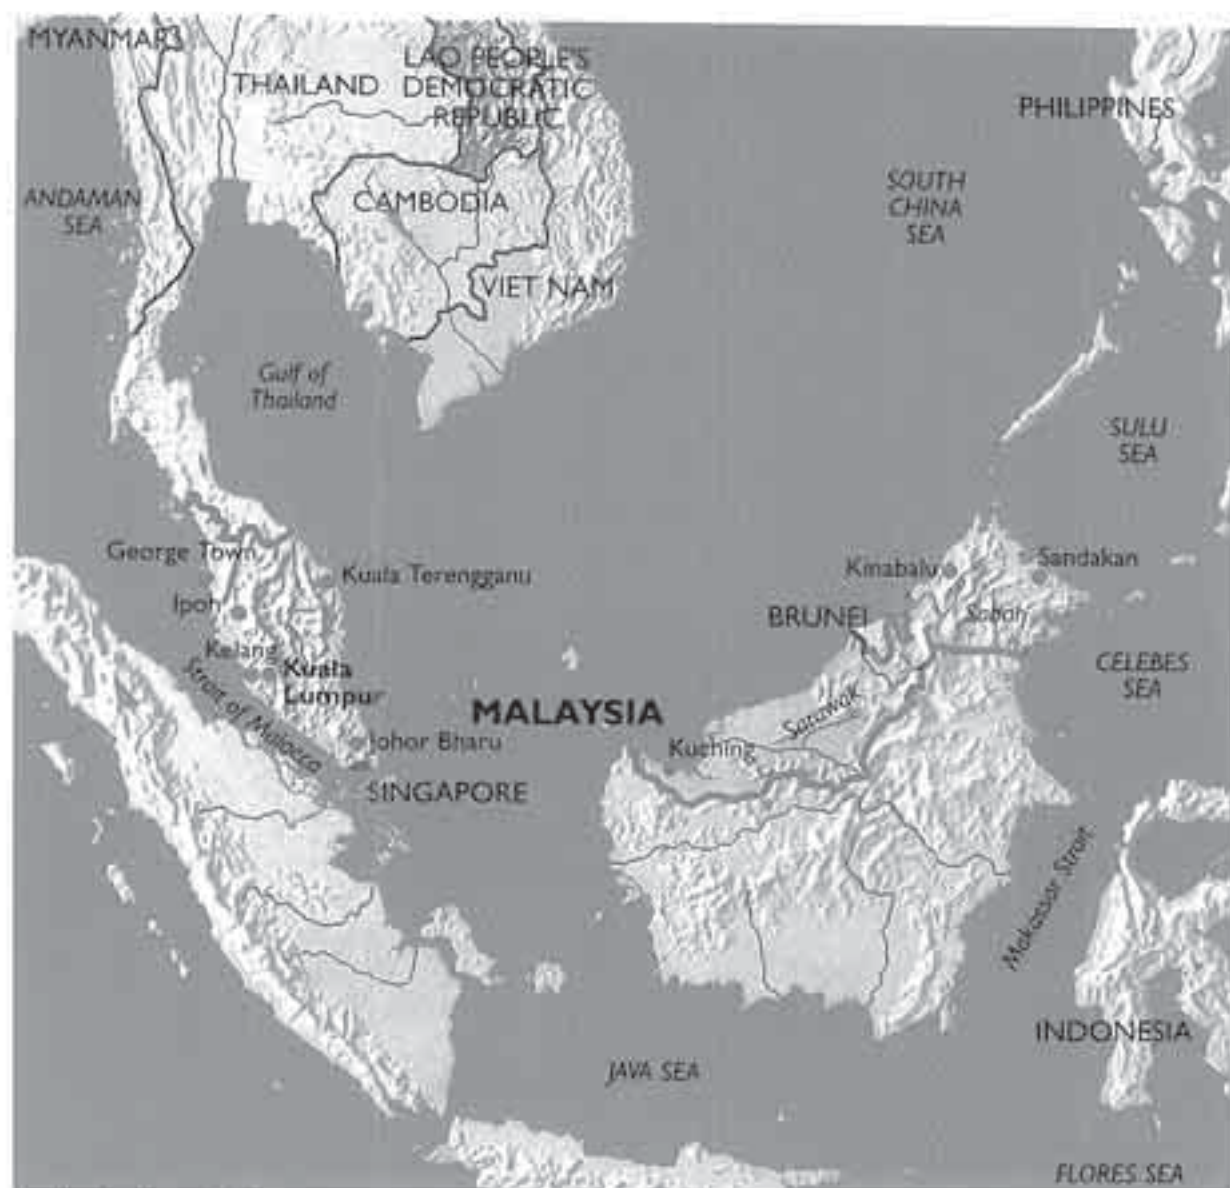 MYANMAR
LAO PEOPLE'S
DEMOCRATIC
REPUBLIC
THAILAND
PHILIPPINES
ANDAMAN
SEA
CAMBODIA
SOUTH
CHINA
SEA
VIET NAM
Gulf of
Thailand
SULU
SEA
George Town
Kuala Terengganu
Kinabalu
Sandakan
Ipoh
BRUNEI
Sabah
Kelang
Kuala
Lumpur
CELEBES
SEA
Strait of Malacca
MALAYSIA
Sarawak
Johor Bharu
Kuching
SINGAPORE
Makassar Strait
INDONESIA
JAVA SEA
FLORES SEA